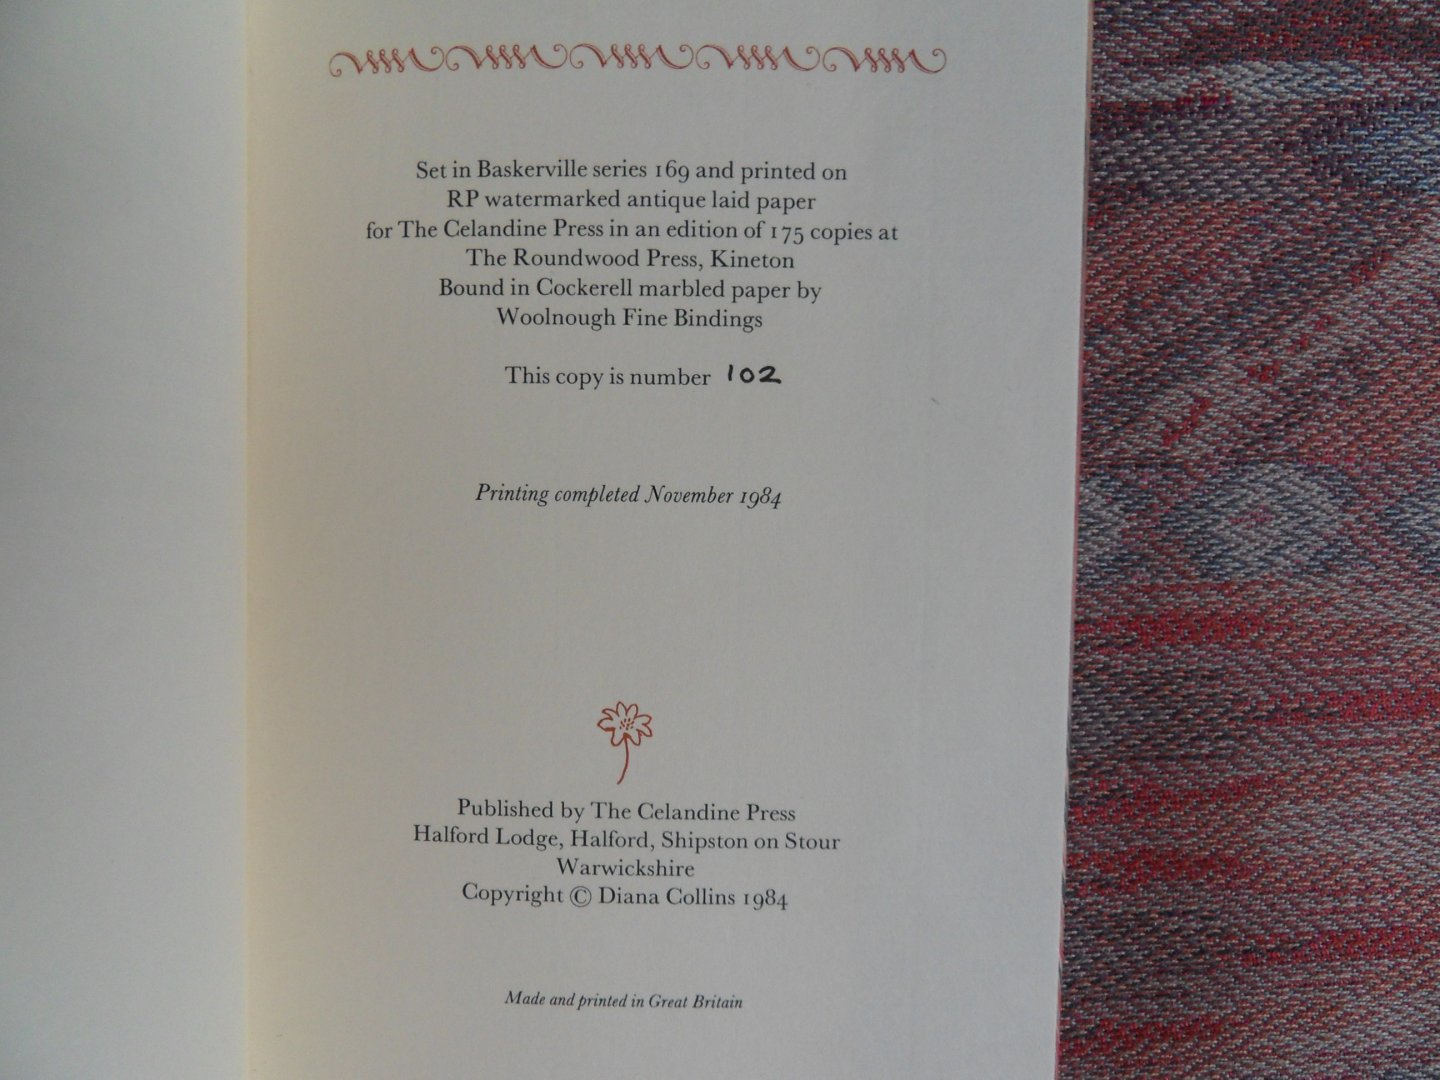 Set in Baskerville series 169 and printed on
RP watermarked antique laid paper
for The Celandine Press in an edition of 175 copies at
The Roundwood Press, Kineton
Bound in Cockerell marbled paper by
Woolnough Fine Bindings
This copy is number 102
Printing completed November 1984
Published by The Celandine Press
Halford Lodge, Halford, Shipston on Stour
Warwickshire
Copyright © Diana Collins 1984
Made and printed in Great Britain